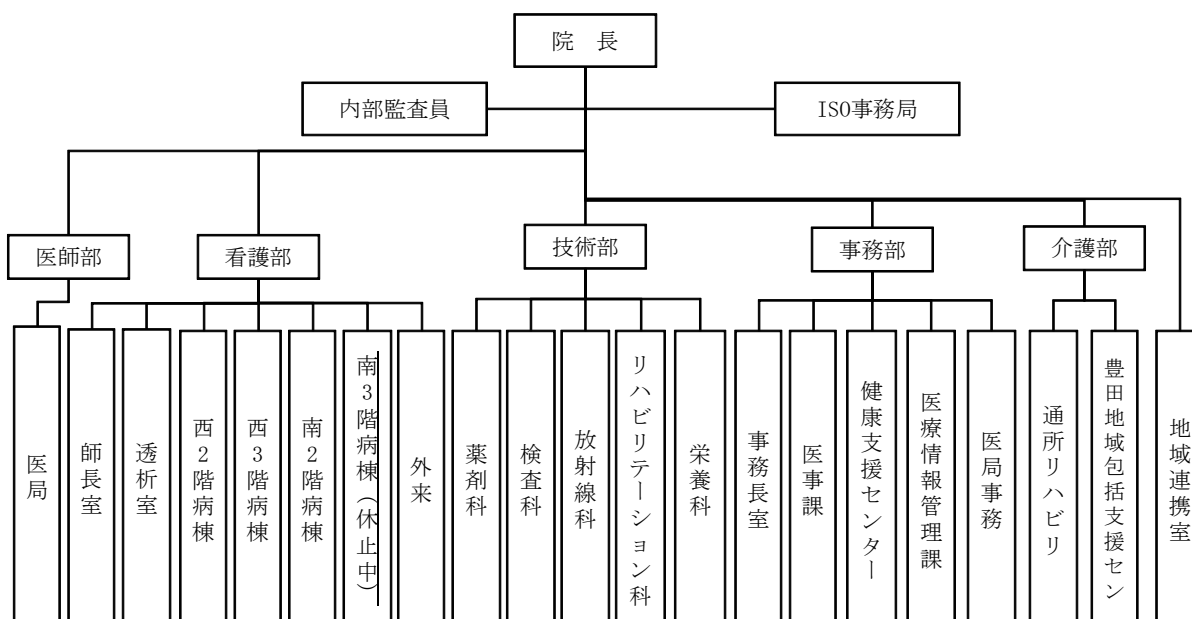 院　長
内部監査員
ISO事務局
医師部
看護部
技術部
事務部
介護部
医局
師長室
透析室
西2階病棟
西3階病棟
南2階病棟
南3階病棟(休止中)
外来
薬剤科
検査科
放射線科
リハビリテーション科
栄養科
事務長室
医事課
健康支援センター
医療情報管理課
医局事務
通所リハビリ
豊田地域包括支援セン
地域連携室